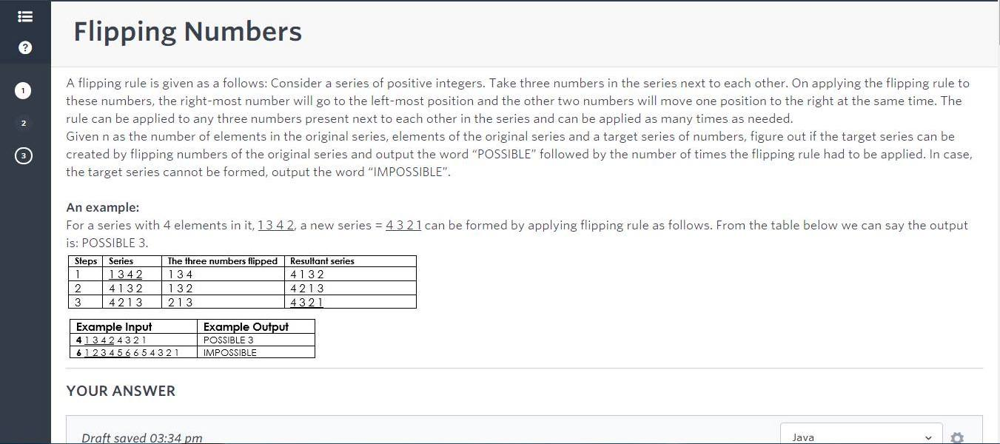 Flipping Numbers
?
1
2
3
A flipping rule is given as a follows: Consider a series of positive integers. Take three numbers in the series next to each other. On applying the flipping rule to
these numbers, the right-most number will go to the left-most position and the other two numbers will move one position to the right at the same time. The
rule can be applied to any three numbers present next to each other in the series and can be applied as many times as needed.
Given n as the number of elements in the original series, elements of the original series and a target series of numbers, figure out if the target series can be
created by flipping numbers of the original series and output the word “POSSIBLE” followed by the number of times the flipping rule had to be applied. In case,
the target series cannot be formed, output the word “IMPOSSIBLE”.
An example:
For a series with 4 elements in it, 1 3 4 2, a new series = 4 3 2 1 can be formed by applying flipping rule as follows. From the table below we can say the output
is: POSSIBLE 3.
Steps Series The three numbers flipped Resultant series
1 1 3 4 2 1 3 4 4 1 3 2
2 4 1 3 2 1 3 2 4 2 1 3
3 4 2 1 3 2 1 3 4 3 2 1
Example Input Example Output
4 1 3 4 2 4 3 2 1 POSSIBLE 3
6 1 2 3 4 5 6 6 5 4 3 2 1 IMPOSSIBLE
YOUR ANSWER
Draft saved 03:34 pm Java